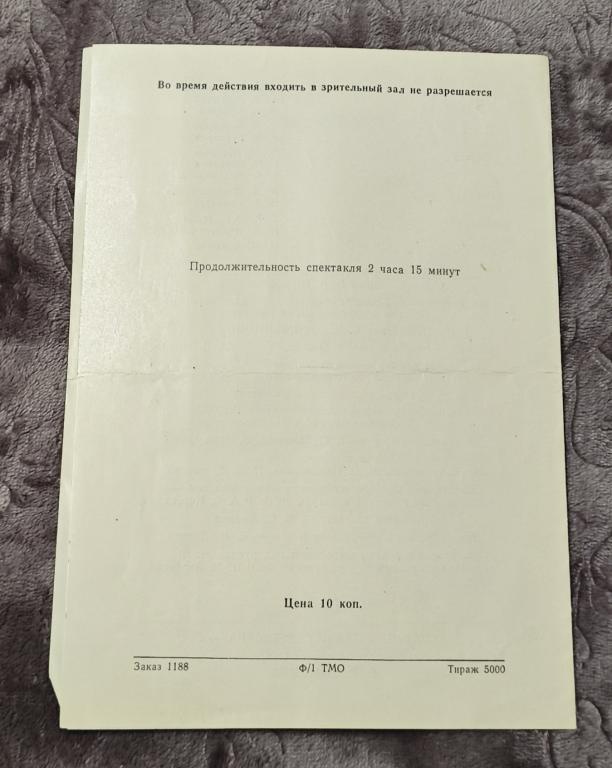 Во время действия входить в зрительный зал не разрешается
Продолжительность спектакля 2 часа 15 минут
Цена 10 коп.
Заказ 1188 Ф/1 ТМО Тираж 5000